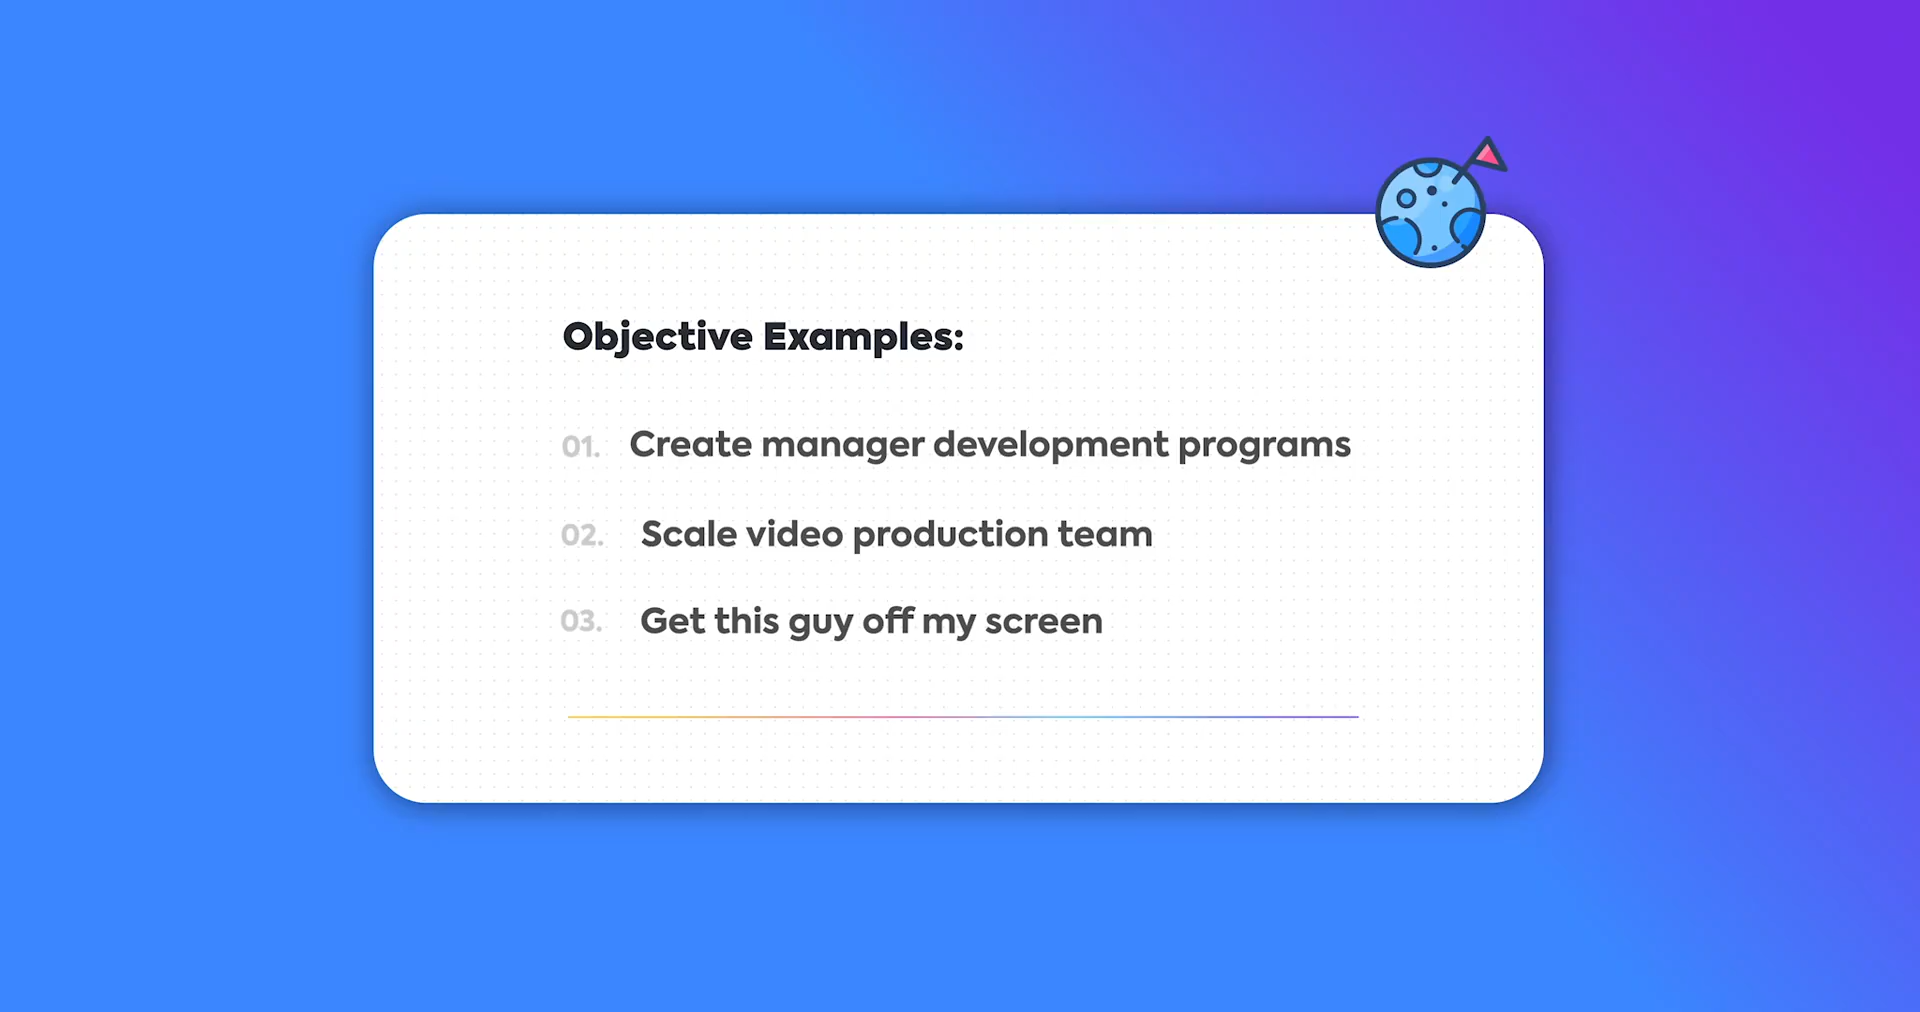 Objective Examples:
01. Create manager development programs
02. Scale video production team
03. Get this guy off my screen